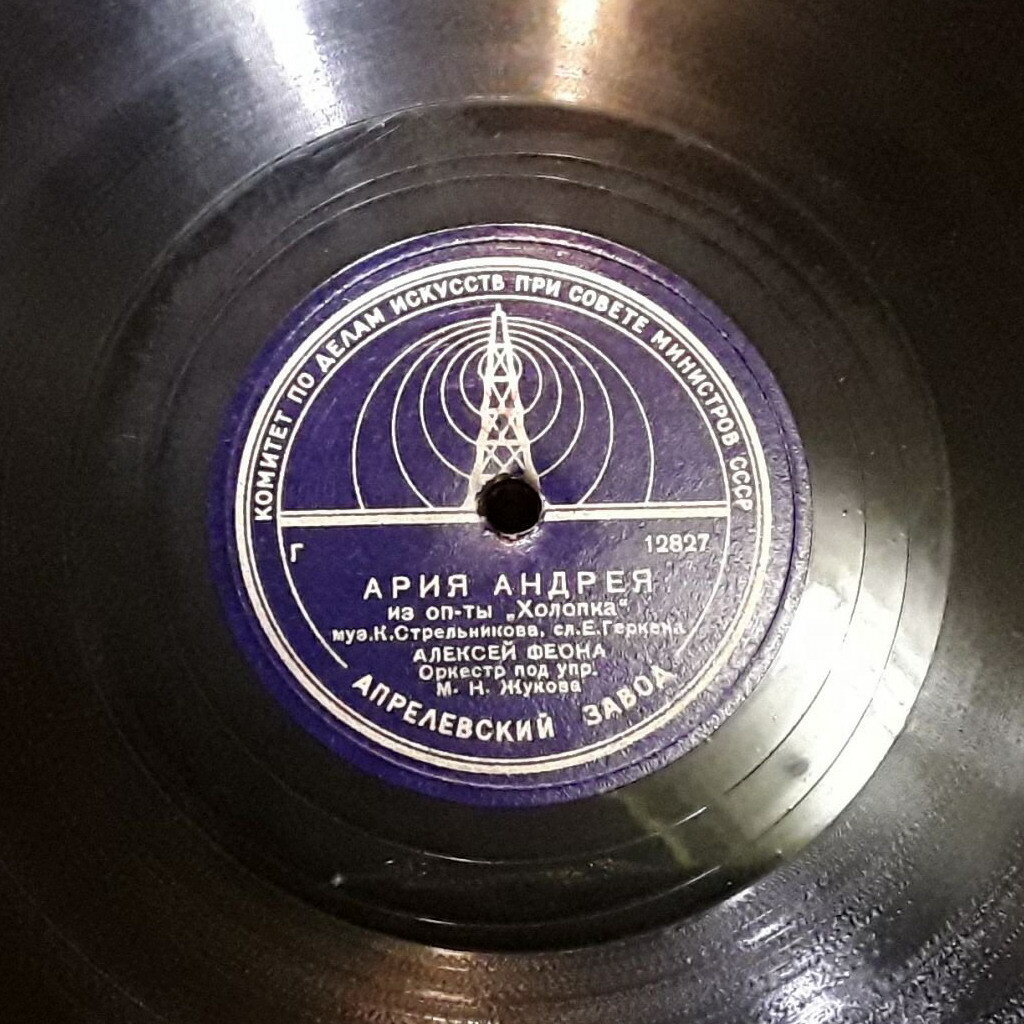 КОМИТЕТ ПО ДЕЛАМ ИСКУССТВ ПРИ СОВЕТЕ МИНИСТРОВ СССР
Г 12827
АРИЯ АНДРЕЯ
из оп-ты „Холопка“
муз.К.Стрельникова, сл.Е.Геркена
АЛЕКСЕЙ ФЕОНА
Оркестр под упр.
М. Н. Жукова
АПРЕЛЕВСКИЙ ЗАВОД